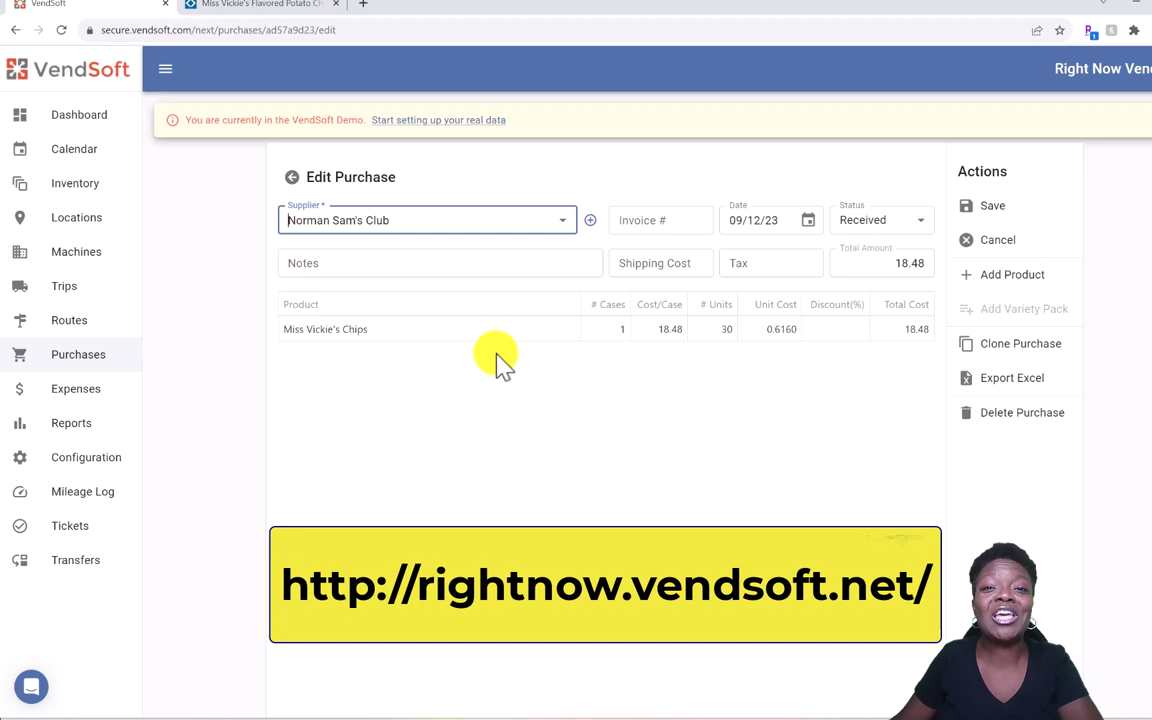 VendSoft
Miss Vickie's Flavored Potato Ch
secure.vendsoft.com/next/purchases/ad57a9d23/edit
VendSoft
Right Now Ven
You are currently in the VendSoft Demo. Start setting up your real data
Dashboard
Calendar
Inventory
Locations
Machines
Trips
Routes
Purchases
Expenses
Reports
Configuration
Mileage Log
Tickets
Transfers
Edit Purchase
Supplier *
Norman Sam's Club
Invoice #
Date
09/12/23
Status
Received
Notes
Shipping Cost
Tax
Total Amount
18.48
Product # Cases Cost/Case # Units Unit Cost Discount(%) Total Cost
Miss Vickie's Chips 1 18.48 30 0.6160 18.48
Actions
Save
Cancel
Add Product
Add Variety Pack
Clone Purchase
Export Excel
Delete Purchase
http://rightnow.vendsoft.net/